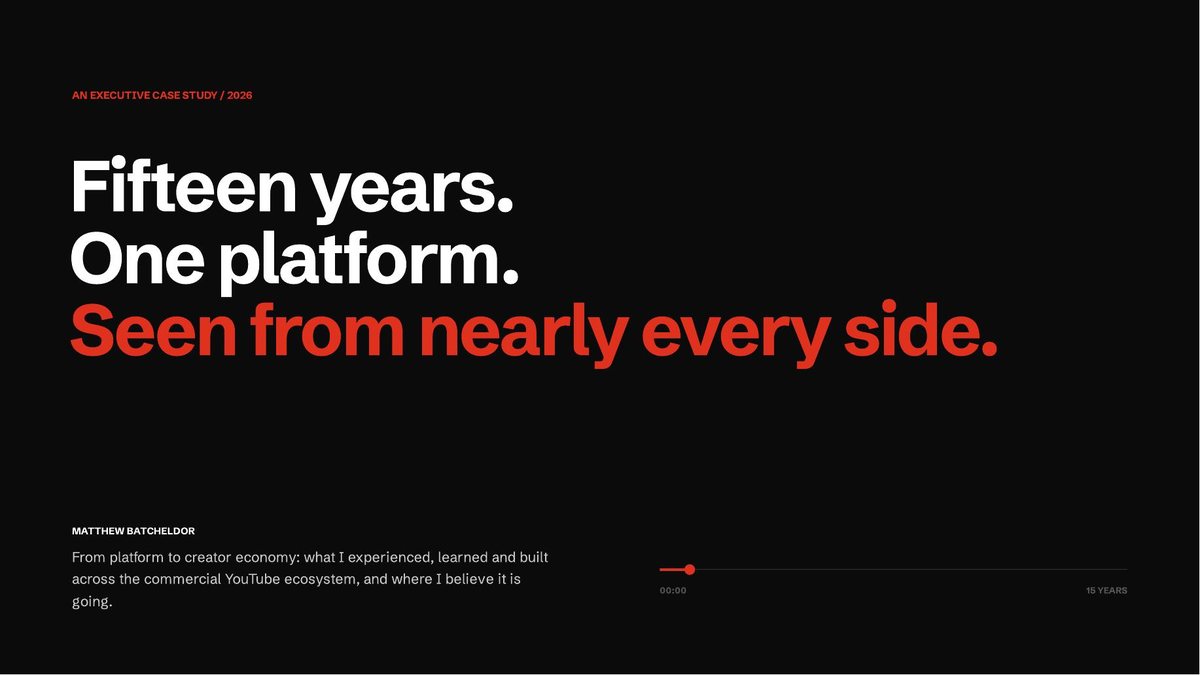 AN EXECUTIVE CASE STUDY / 2026
Fifteen years.
One platform.
Seen from nearly every side.
MATTHEW BATCHELDOR
From platform to creator economy: what I experienced, learned and built
across the commercial YouTube ecosystem, and where I believe it is
going.
00:00
15 YEARS